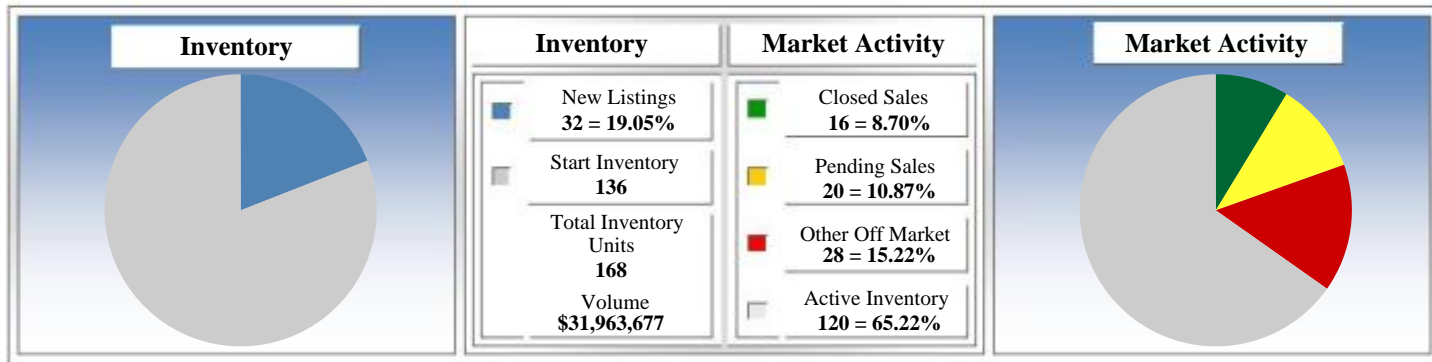 Inventory
Inventory
New Listings
32 = 19.05%
Start Inventory
136
Total Inventory
Units
168
Volume
$31,963,677
Market Activity
Closed Sales
16 = 8.70%
Pending Sales
20 = 10.87%
Other Off Market
28 = 15.22%
Active Inventory
120 = 65.22%
Market Activity